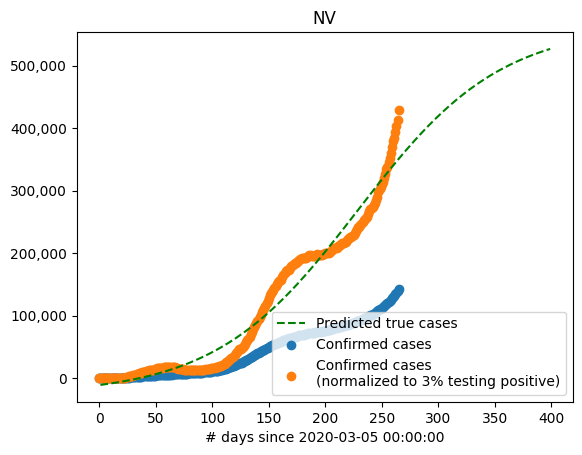 NV
500,000
400,000
300,000
200,000
100,000
0
Predicted true cases
Confirmed cases
Confirmed cases
(normalized to 3% testing positive)
0 50 100 150 200 250 300 350 400
# days since 2020-03-05 00:00:00